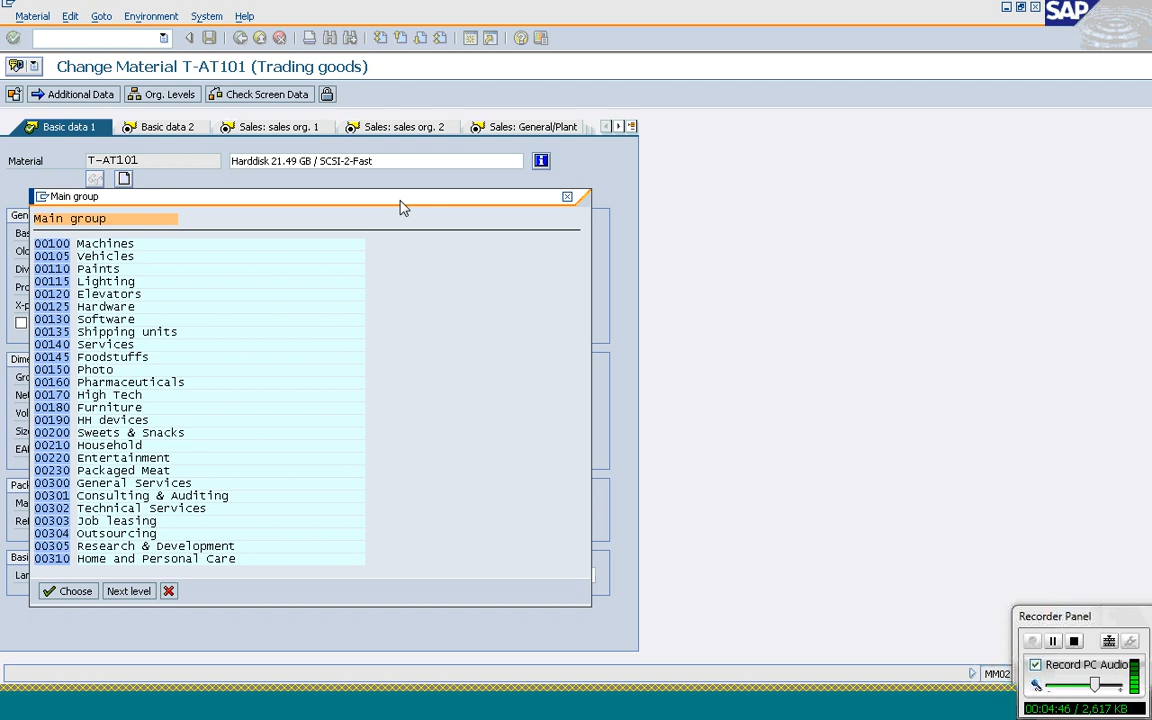 Material Edit Goto Environment System Help
SAP
Change Material T-AT101 (Trading goods)
Additional Data Org. Levels Check Screen Data
Basic data 1 Basic data 2 Sales: sales org. 1 Sales: sales org. 2 Sales: General/Plant
Material T-AT101 Harddisk 21.49 GB / SCSI-2-Fast
Main group
Main group
00100 Machines
00105 Vehicles
00110 Paints
00115 Lighting
00120 Elevators
00125 Hardware
00130 Software
00135 Shipping units
00140 Services
00145 Foodstuffs
00150 Photo
00160 Pharmaceuticals
00170 High Tech
00180 Furniture
00190 HH devices
00200 Sweets & Snacks
00210 Household
00220 Entertainment
00230 Packaged Meat
00300 General Services
00301 Consulting & Auditing
00302 Technical Services
00303 Job leasing
00304 Outsourcing
00305 Research & Development
00310 Home and Personal Care
Choose Next level
MM02
Recorder Panel
Record PC Audio
00:04:46 / 2,617 KB